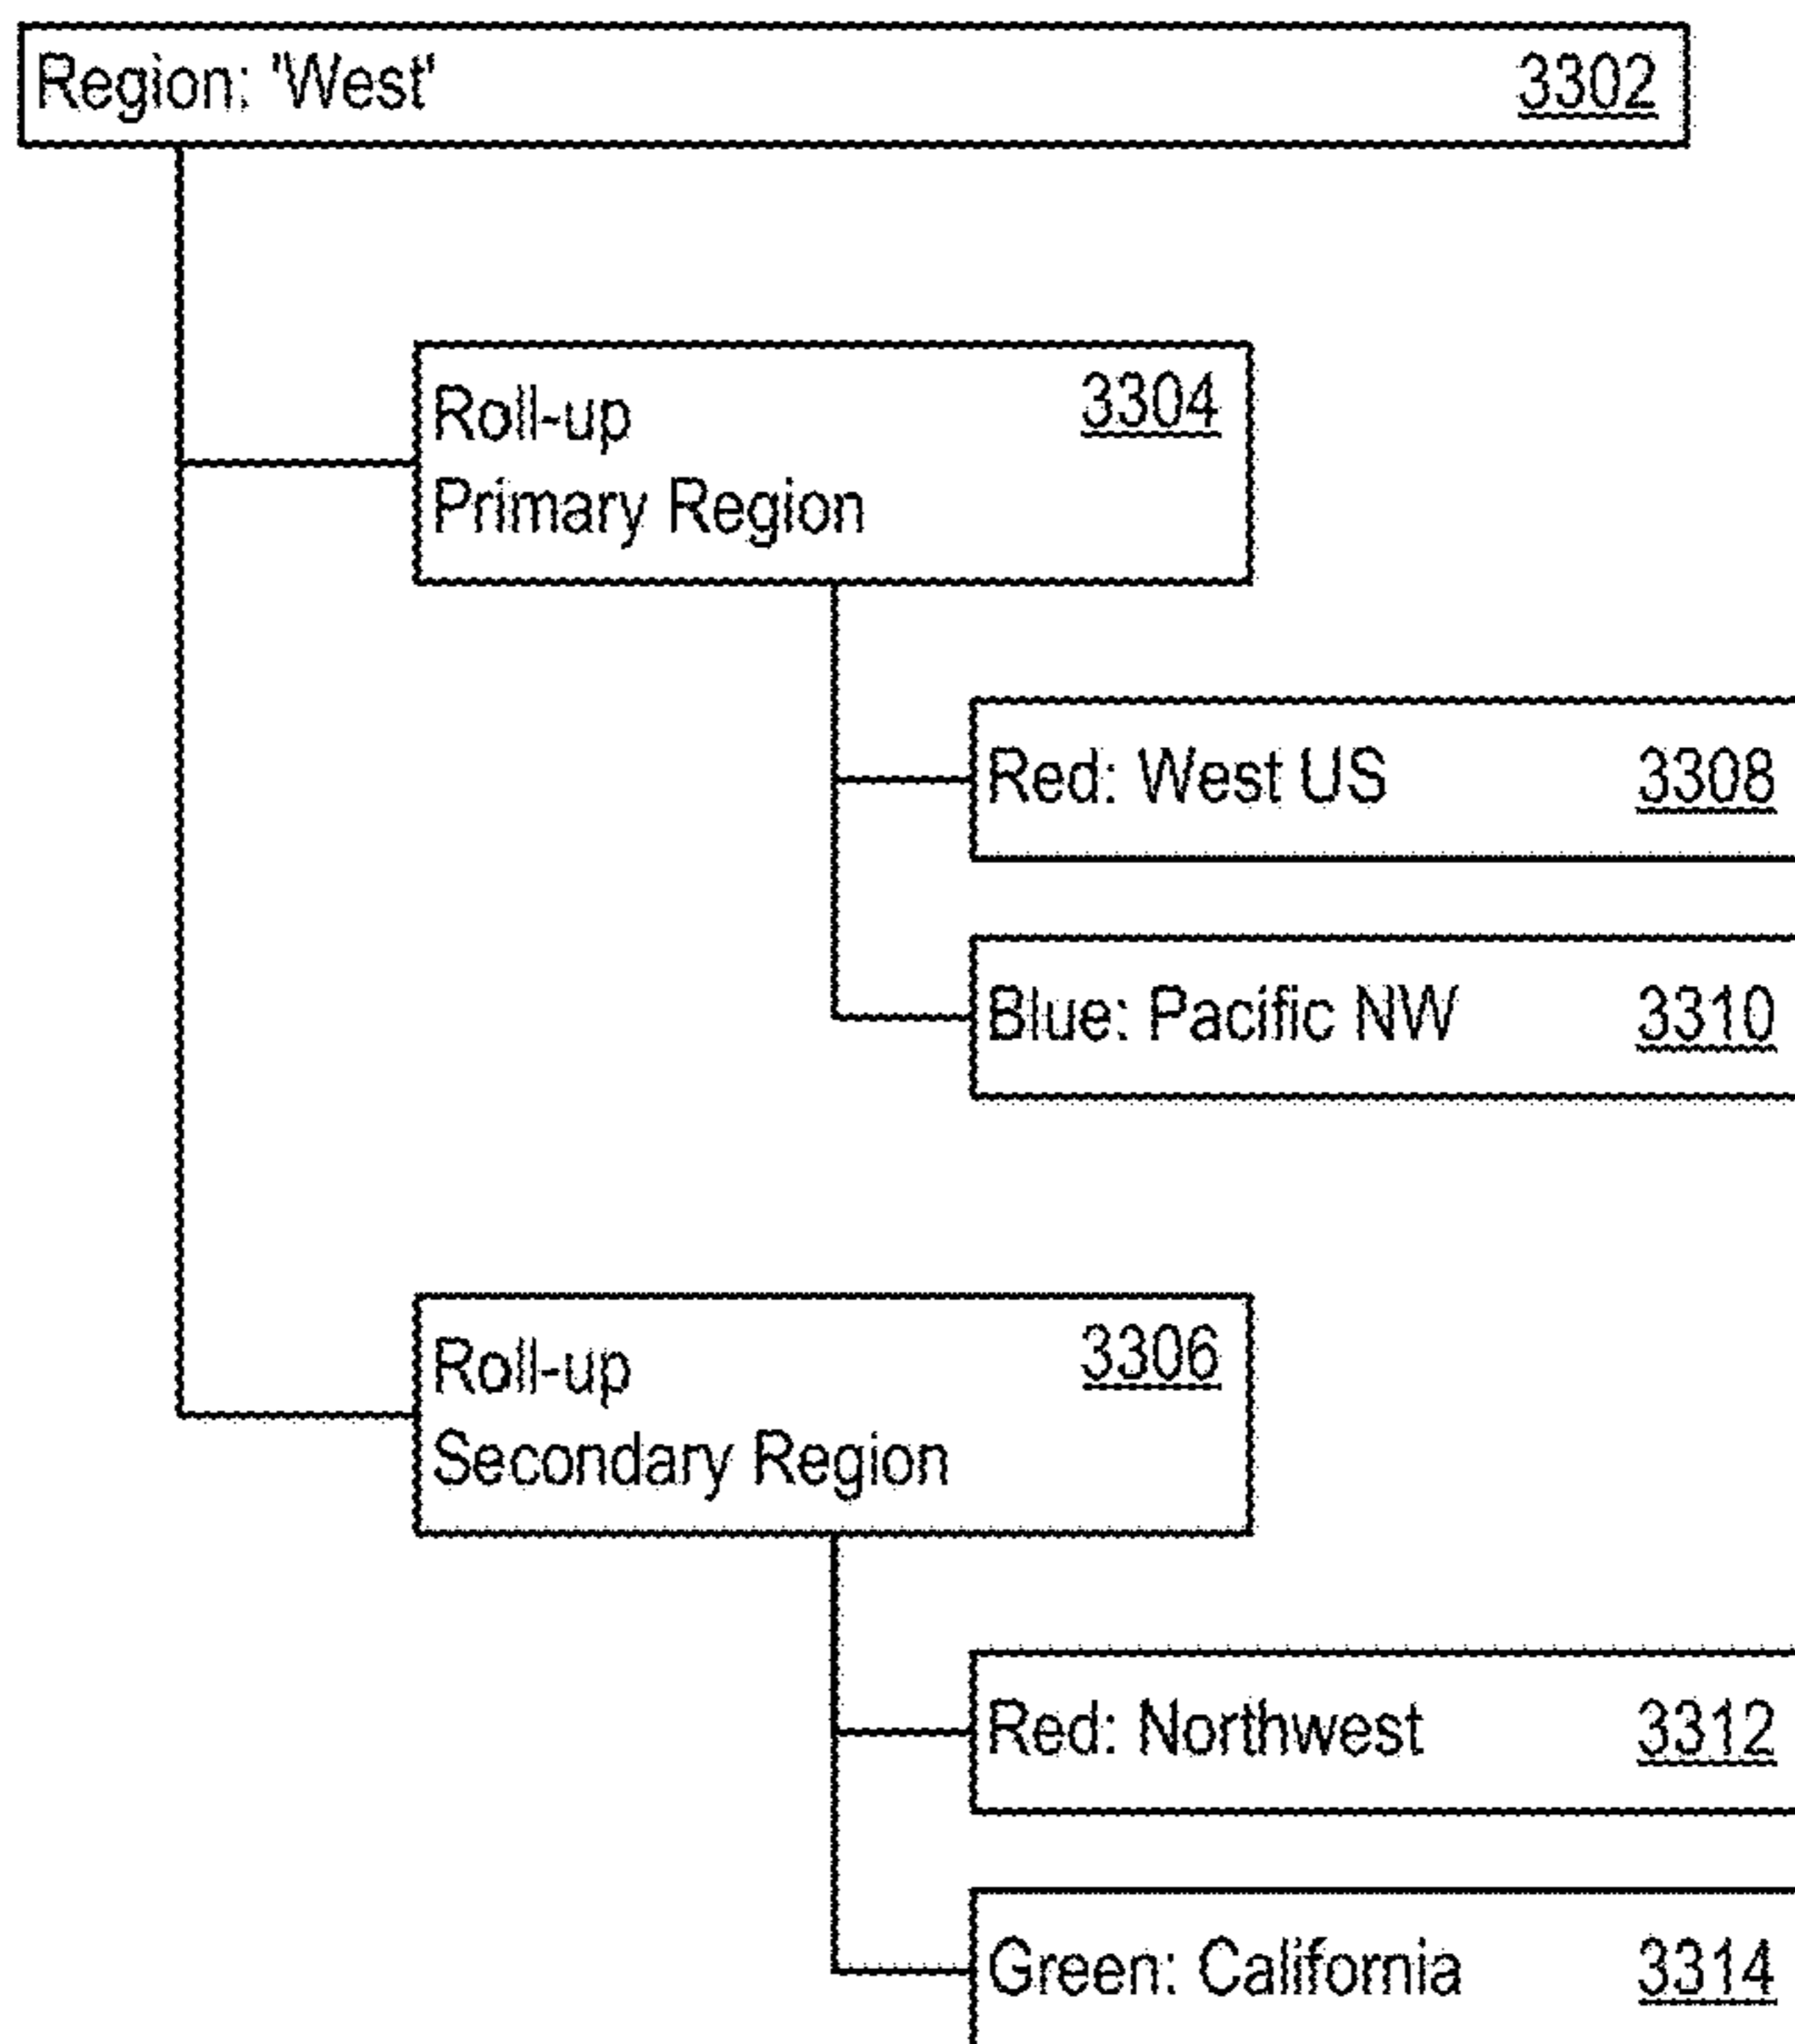 Region: 'West' 3302
Roll-up 3304
Primary Region
Red: West US 3308
Blue: Pacific NW 3310
Roll-up 3306
Secondary Region
Red: Northwest 3312
Green: California 3314